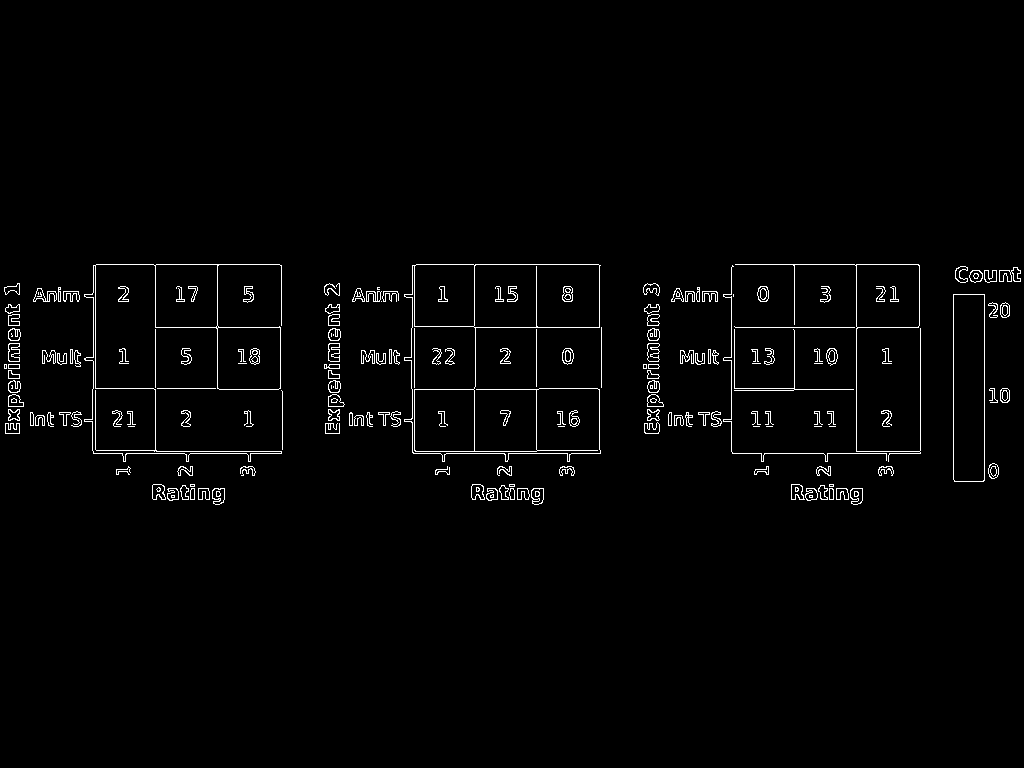 Experiment 1
Anim 2 17 5
Mult 1 5 18
Int TS 21 2 1
1 2 3
Rating
Experiment 2
Anim 1 15 8
Mult 22 2 0
Int TS 1 7 16
1 2 3
Rating
Experiment 3
Anim 0 3 21
Mult 13 10 1
Int TS 11 11 2
1 2 3
Rating
Count
20
10
0